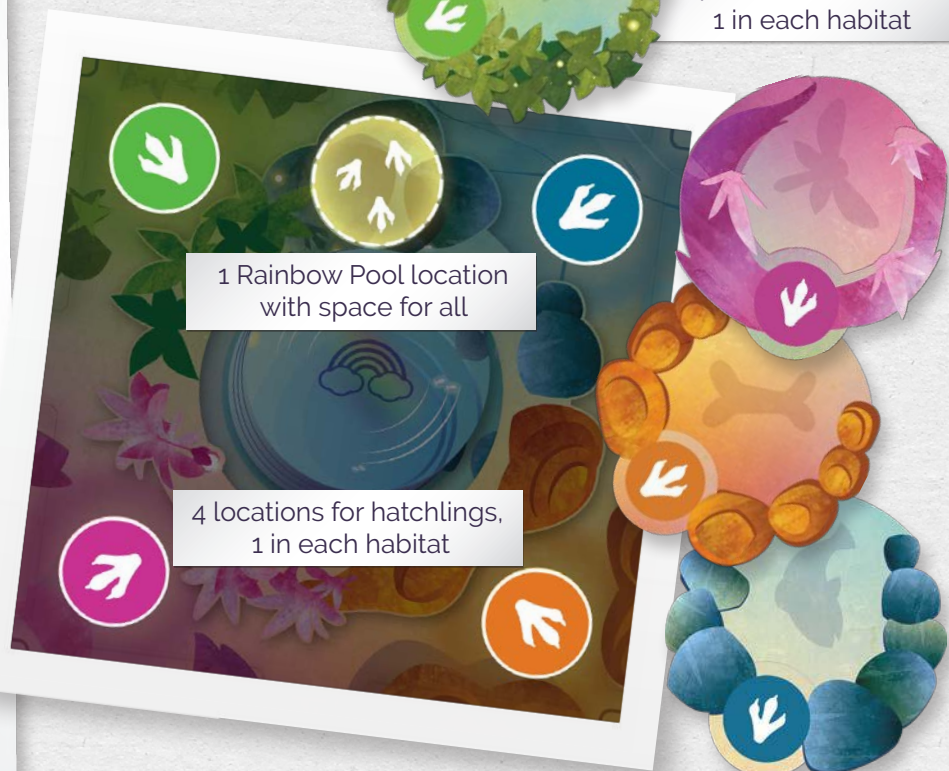 1 in each habitat
1 Rainbow Pool location
with space for all
4 locations for hatchlings,
1 in each habitat